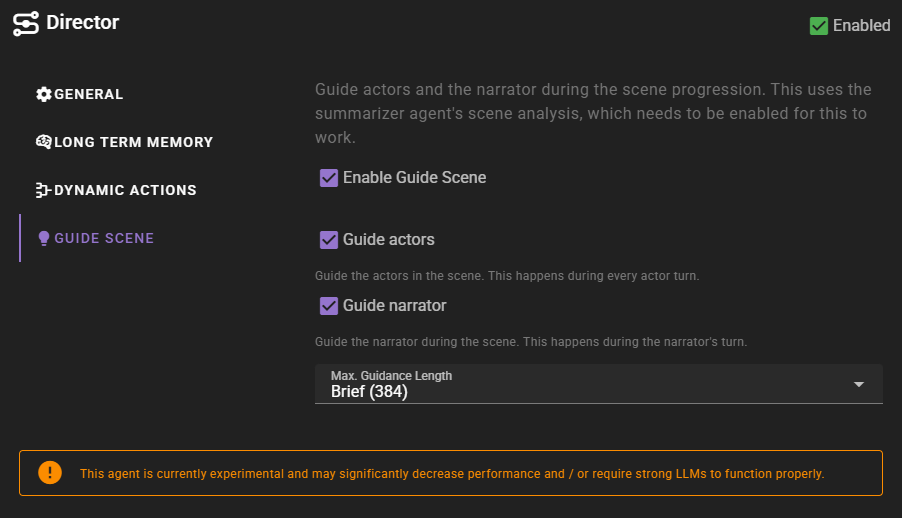 Director
Enabled
GENERAL
LONG TERM MEMORY
DYNAMIC ACTIONS
GUIDE SCENE
Guide actors and the narrator during the scene progression. This uses the
summarizer agent's scene analysis, which needs to be enabled for this to
work.
Enable Guide Scene
Guide actors
Guide the actors in the scene. This happens during every actor turn.
Guide narrator
Guide the narrator during the scene. This happens during the narrator's turn.
Max. Guidance Length
Brief (384)
This agent is currently experimental and may significantly decrease performance and / or require strong LLMs to function properly.